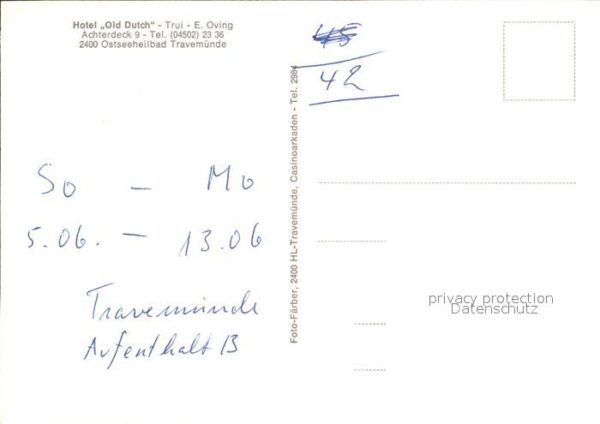 Hotel „Old Dutch“ - Trui - E. Oving
Achterdeck 9 - Tel. (04502) 23 36
2400 Ostseeheilbad Travemünde
45
42
So - Mo
5.06. - 13.06
Travemünde
Aufenthalt B
Foto-Färber, 2400 HL-Travemünde, Casinoarkaden - Tel. 2984
privacy protection
Datenschutz